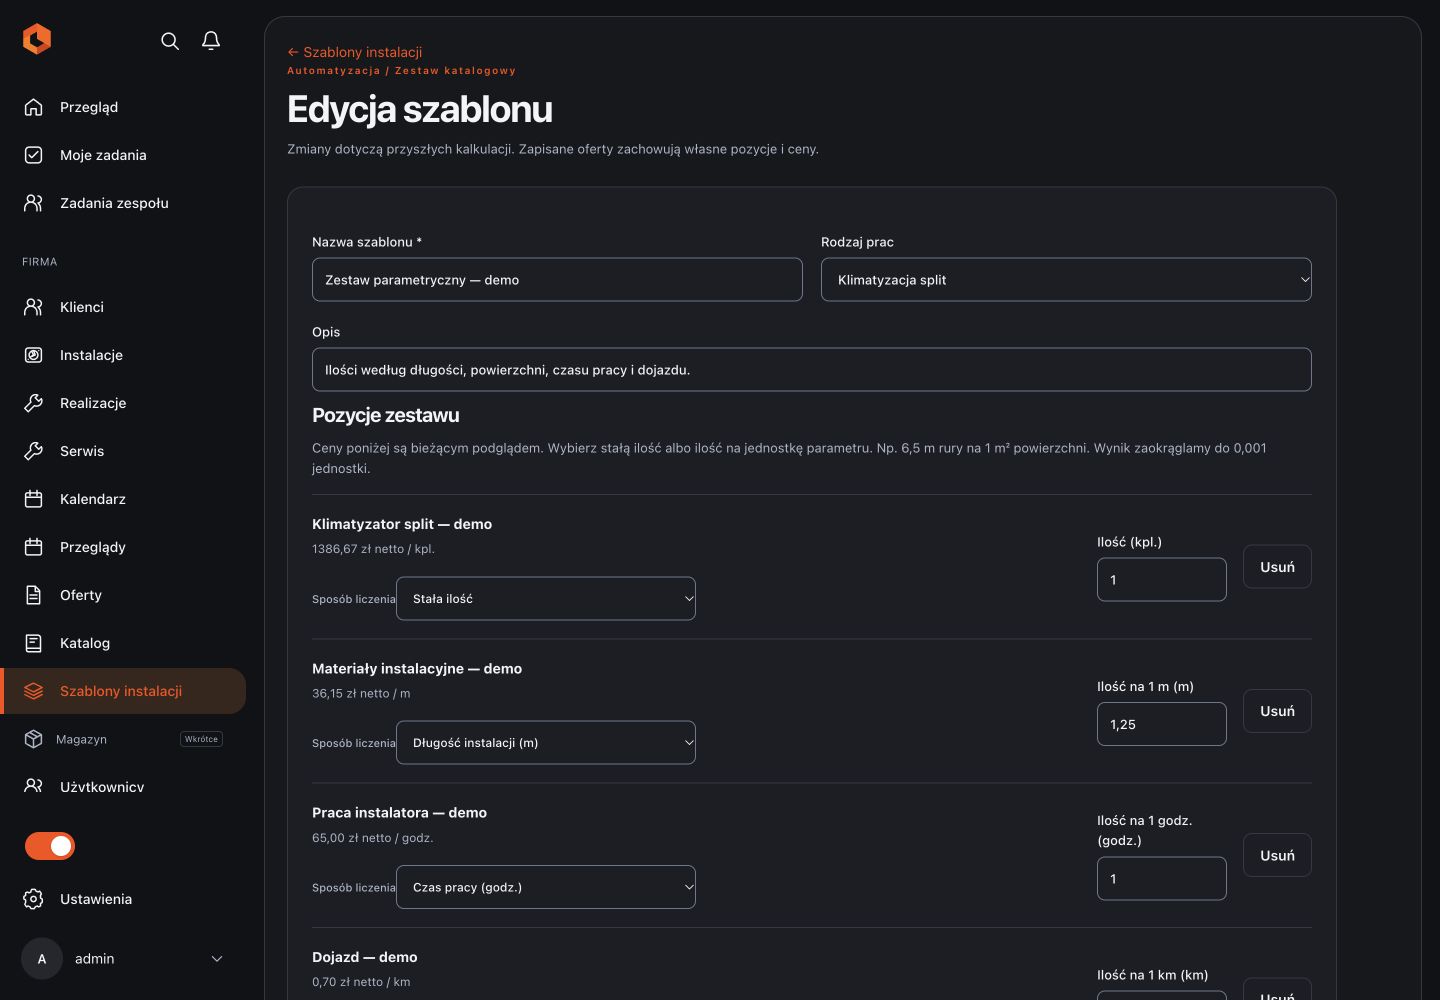 Przegląd
Moje zadania
Zadania zespołu
FIRMA
Klienci
Instalacje
Realizacje
Serwis
Kalendarz
Przeglądy
Oferty
Katalog
Szablony instalacji
Magazyn
Wkrótce
Użytkownicy
Ustawienia
A
admin
← Szablony instalacji
Automatyzacja / Zestaw katalogowy
Edycja szablonu
Zmiany dotyczą przyszłych kalkulacji. Zapisane oferty zachowują własne pozycje i ceny.
Nazwa szablonu *
Zestaw parametryczny — demo
Rodzaj prac
Klimatyzacja split
Opis
Ilości według długości, powierzchni, czasu pracy i dojazdu.
Pozycje zestawu
Ceny poniżej są bieżącym podglądem. Wybierz stałą ilość albo ilość na jednostkę parametru. Np. 6,5 m rury na 1 m² powierzchni. Wynik zaokrąglamy do 0,001
jednostki.
Klimatyzator split — demo
1386,67 zł netto / kpl.
Sposób liczenia
Stała ilość
Ilość (kpl.)
1
Usuń
Materiały instalacyjne — demo
36,15 zł netto / m
Sposób liczenia
Długość instalacji (m)
Ilość na 1 m (m)
1,25
Usuń
Praca instalatora — demo
65,00 zł netto / godz.
Sposób liczenia
Czas pracy (godz.)
Ilość na 1 godz.
(godz.)
1
Usuń
Dojazd — demo
0,70 zł netto / km
Ilość na 1 km (km)
Usuń